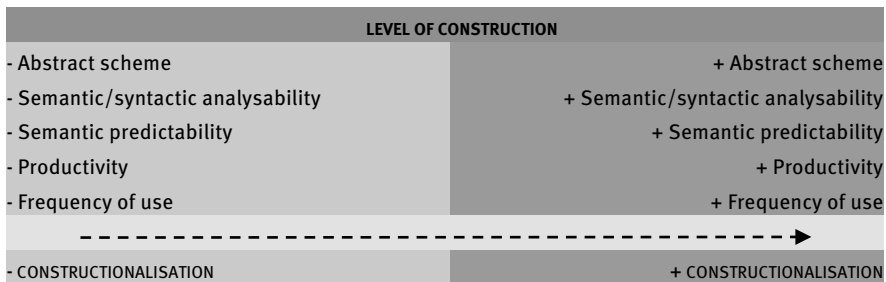 LEVEL OF CONSTRUCTION
- Abstract scheme + Abstract scheme
- Semantic/syntactic analysability + Semantic/syntactic analysability
- Semantic predictability + Semantic predictability
- Productivity + Productivity
- Frequency of use + Frequency of use
- CONSTRUCTIONALISATION + CONSTRUCTIONALISATION